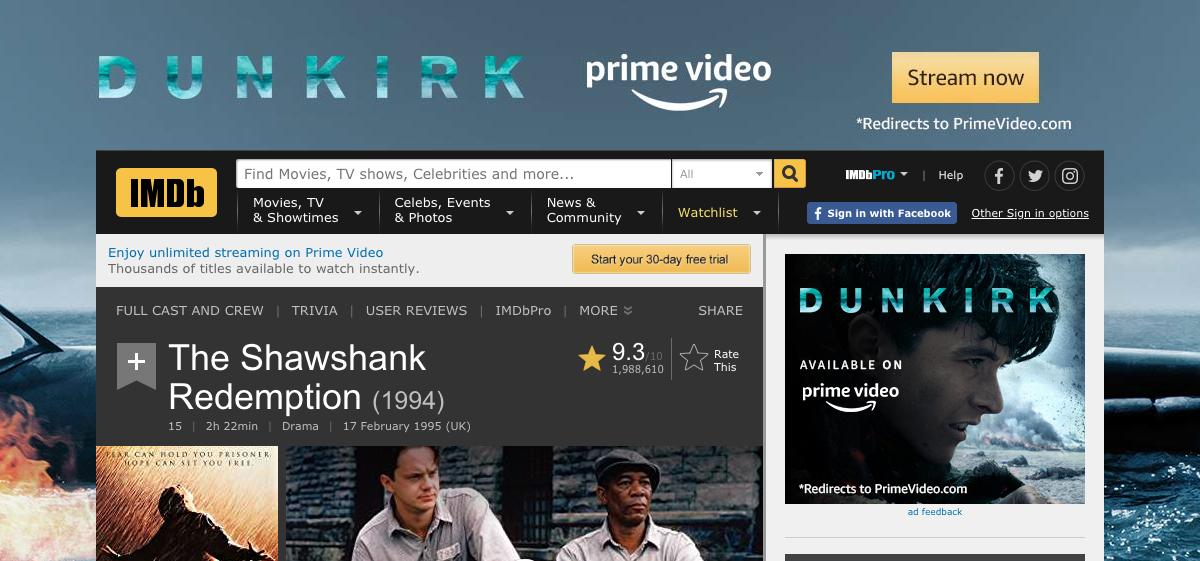 DUNKIRK
prime video
Stream now
*Redirects to PrimeVideo.com
IMDb
Find Movies, TV shows, Celebrities and more...
All
IMDbPro | Help
Movies, TV
& Showtimes
Celebs, Events
& Photos
News &
Community
Watchlist
f Sign in with Facebook
Other Sign in options
Enjoy unlimited streaming on Prime Video
Thousands of titles available to watch instantly.
Start your 30-day free trial
FULL CAST AND CREW | TRIVIA | USER REVIEWS | IMDbPro | MORE
SHARE
The Shawshank
Redemption (1994)
15 | 2h 22min | Drama | 17 February 1995 (UK)
9.3/10
1,988,610
Rate
This
FEAR CAN HOLD YOU PRISONER.
HOPE CAN SET YOU FREE.
DUNKIRK
AVAILABLE ON
prime video
*Redirects to PrimeVideo.com
ad feedback